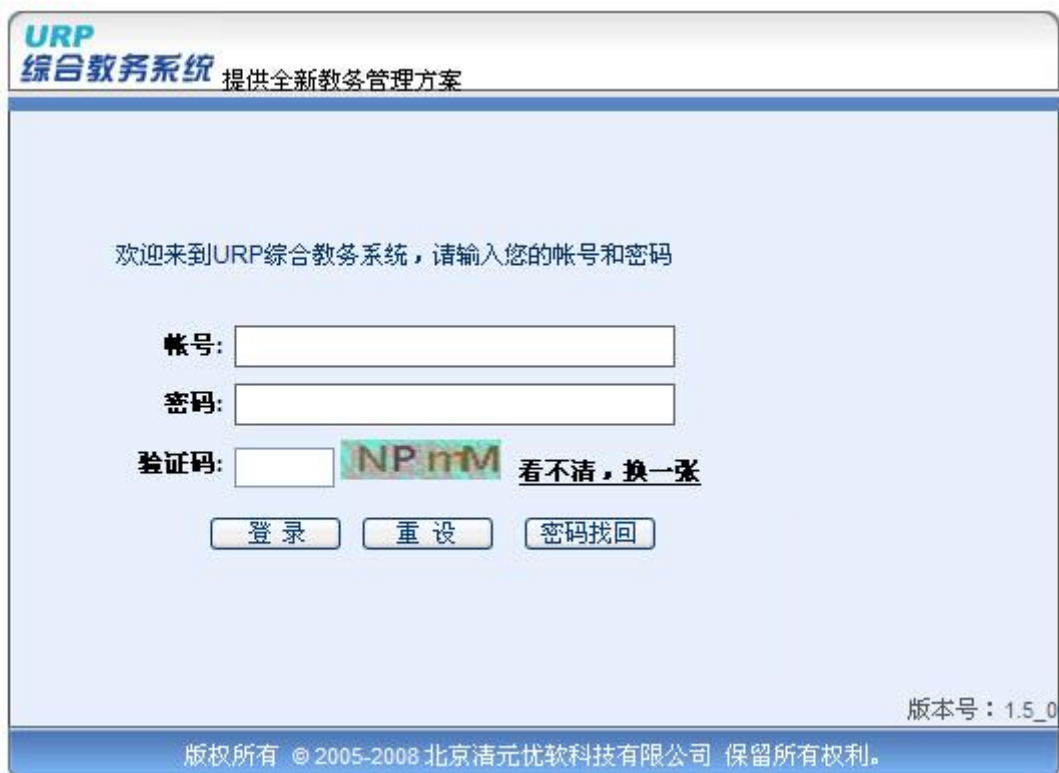 URP
综合教务系统 提供全新教务管理方案
欢迎来到URP综合教务系统，请输入您的帐号和密码
帐号:
密码:
验证码: NPmM 看不清，换一张
登 录 重 设 密码找回
版本号：1.5_0
版权所有 © 2005-2008 北京清元优软科技有限公司 保留所有权利。